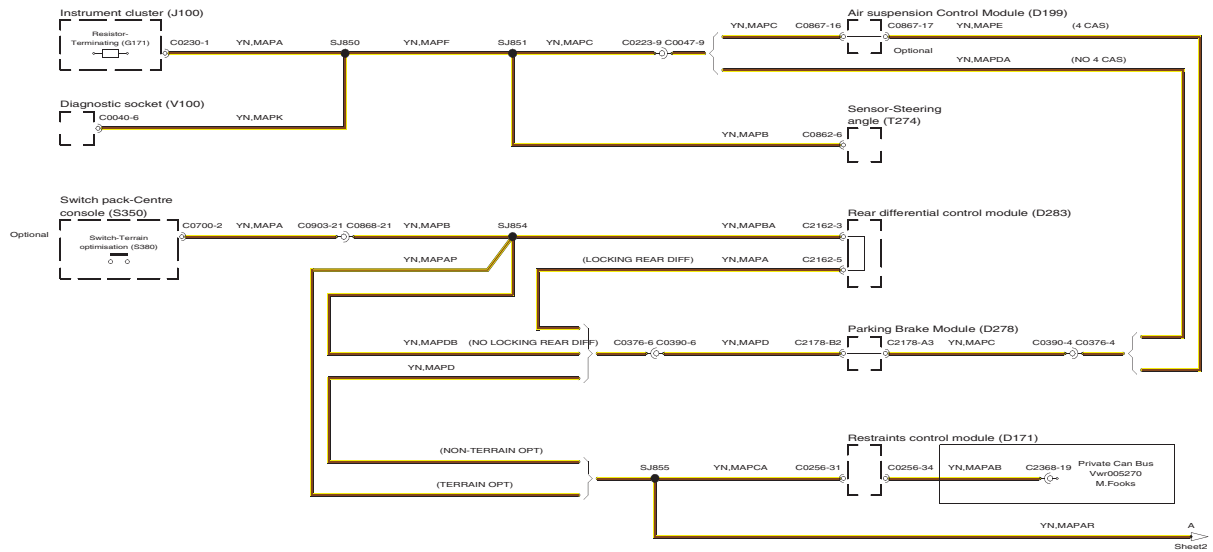 Instrument cluster (J100)
Resistor-
Terminating (G171)
C0230-1
YN,MAPA
SJ850
YN,MAPF
SJ851
YN,MAPC
C0223-9 C0047-9
YN,MAPC
C0867-16
Air suspension Control Module (D199)
C0867-17
YN,MAPE
(4 CAS)
Optional
YN,MAPDA
(NO 4 CAS)
Diagnostic socket (V100)
C0040-6
YN,MAPK
Sensor-Steering
angle (T274)
YN,MAPB
C0862-6
Switch pack-Centre
console (S350)
Optional
Switch-Terrain
optimisation (S380)
C0700-2
YN,MAPA
C0903-21 C0868-21
YN,MAPB
SJ854
YN,MAPBA
C2162-3
Rear differential control module (D283)
YN,MAPAP
(LOCKING REAR DIFF)
YN,MAPA
C2162-5
YN,MAPDB
(NO LOCKING REAR DIFF)
C0376-6 C0390-6
YN,MAPD
C2178-B2
Parking Brake Module (D278)
C2178-A3
YN,MAPC
C0390-4 C0376-4
YN,MAPD
(NON-TERRAIN OPT)
(TERRAIN OPT)
SJ855
YN,MAPCA
C0256-31
Restraints control module (D171)
C0256-34
YN,MAPAB
C2368-19
Private Can Bus
Vwr005270
M.Fooks
YN,MAPAR
A
Sheet2